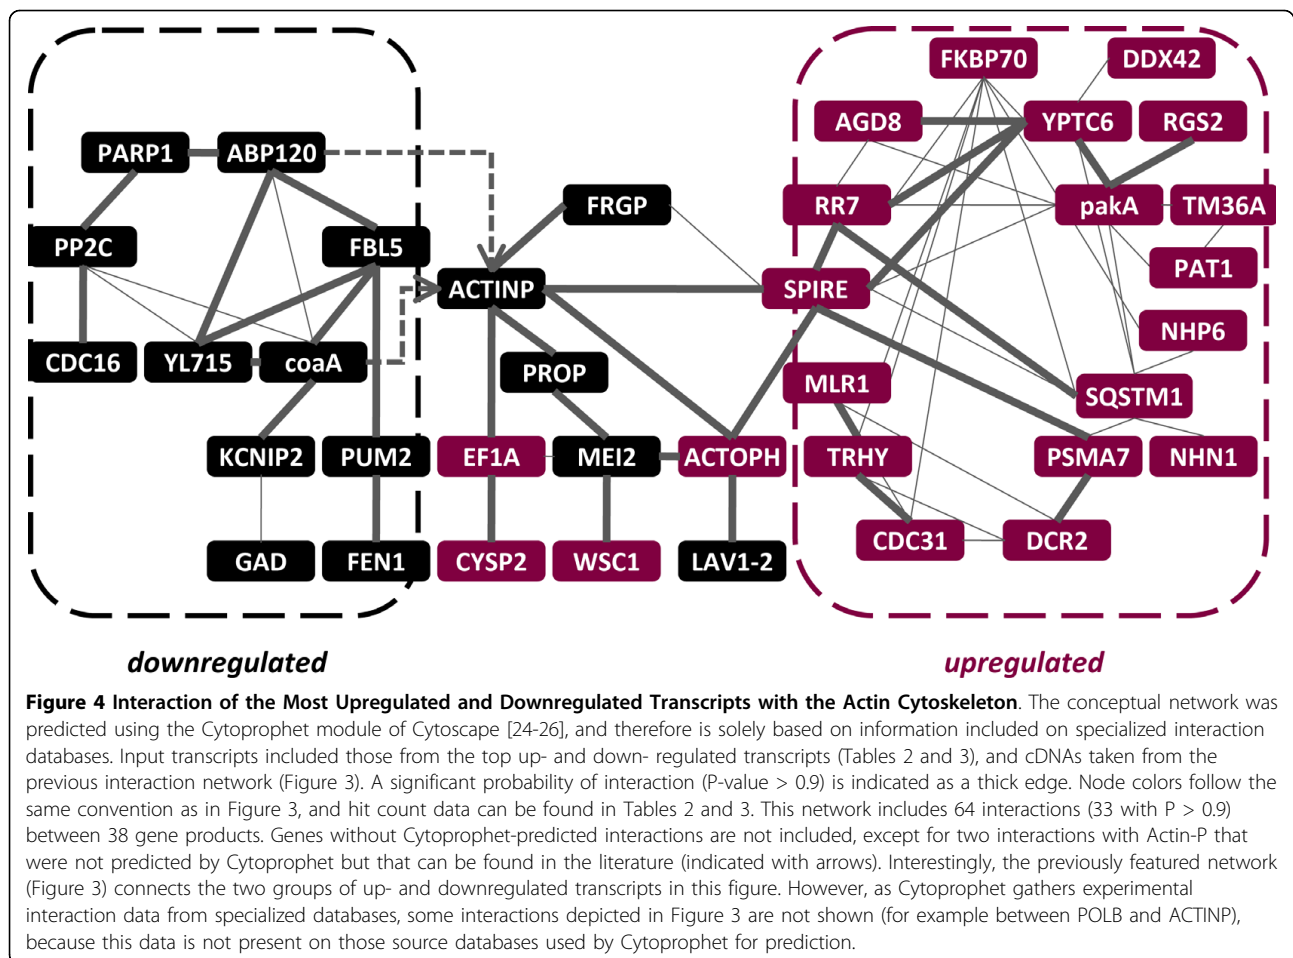 FKBP70
DDX42
AGD8
YPTC6
RGS2
PARP1
ABP120
RR7
pakA
TM36A
FRGP
PP2C
FBL5
PAT1
ACTINP
SPIRE
NHP6
CDC16
YL715
coaA
PROP
MLR1
SQSTM1
KCNIP2
PUM2
EF1A
MEI2
ACTOPH
TRHY
PSMA7
NHN1
CDC31
DCR2
GAD
FEN1
CYSP2
WSC1
LAV1-2
downregulated
upregulated
Figure 4 Interaction of the Most Upregulated and Downregulated Transcripts with the Actin Cytoskeleton. The conceptual network was
predicted using the Cytoprophet module of Cytoscape [24-26], and therefore is solely based on information included on specialized interaction
databases. Input transcripts included those from the top up- and down- regulated transcripts (Tables 2 and 3), and cDNAs taken from the
previous interaction network (Figure 3). A significant probability of interaction (P-value > 0.9) is indicated as a thick edge. Node colors follow the
same convention as in Figure 3, and hit count data can be found in Tables 2 and 3. This network includes 64 interactions (33 with P > 0.9)
between 38 gene products. Genes without Cytoprophet-predicted interactions are not included, except for two interactions with Actin-P that
were not predicted by Cytoprophet but that can be found in the literature (indicated with arrows). Interestingly, the previously featured network
(Figure 3) connects the two groups of up- and downregulated transcripts in this figure. However, as Cytoprophet gathers experimental
interaction data from specialized databases, some interactions depicted in Figure 3 are not shown (for example between POLB and ACTINP),
because this data is not present on those source databases used by Cytoprophet for prediction.